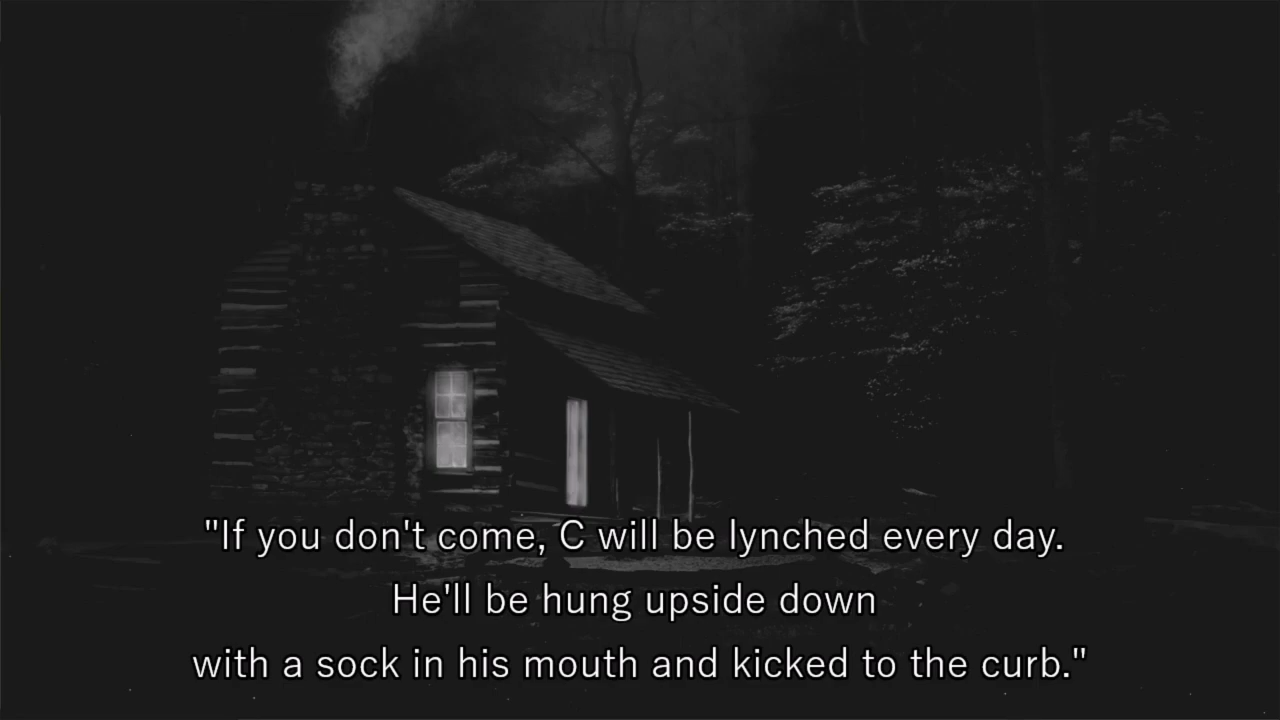 "If you don't come, C will be lynched every day.
He'll be hung upside down
with a sock in his mouth and kicked to the curb."